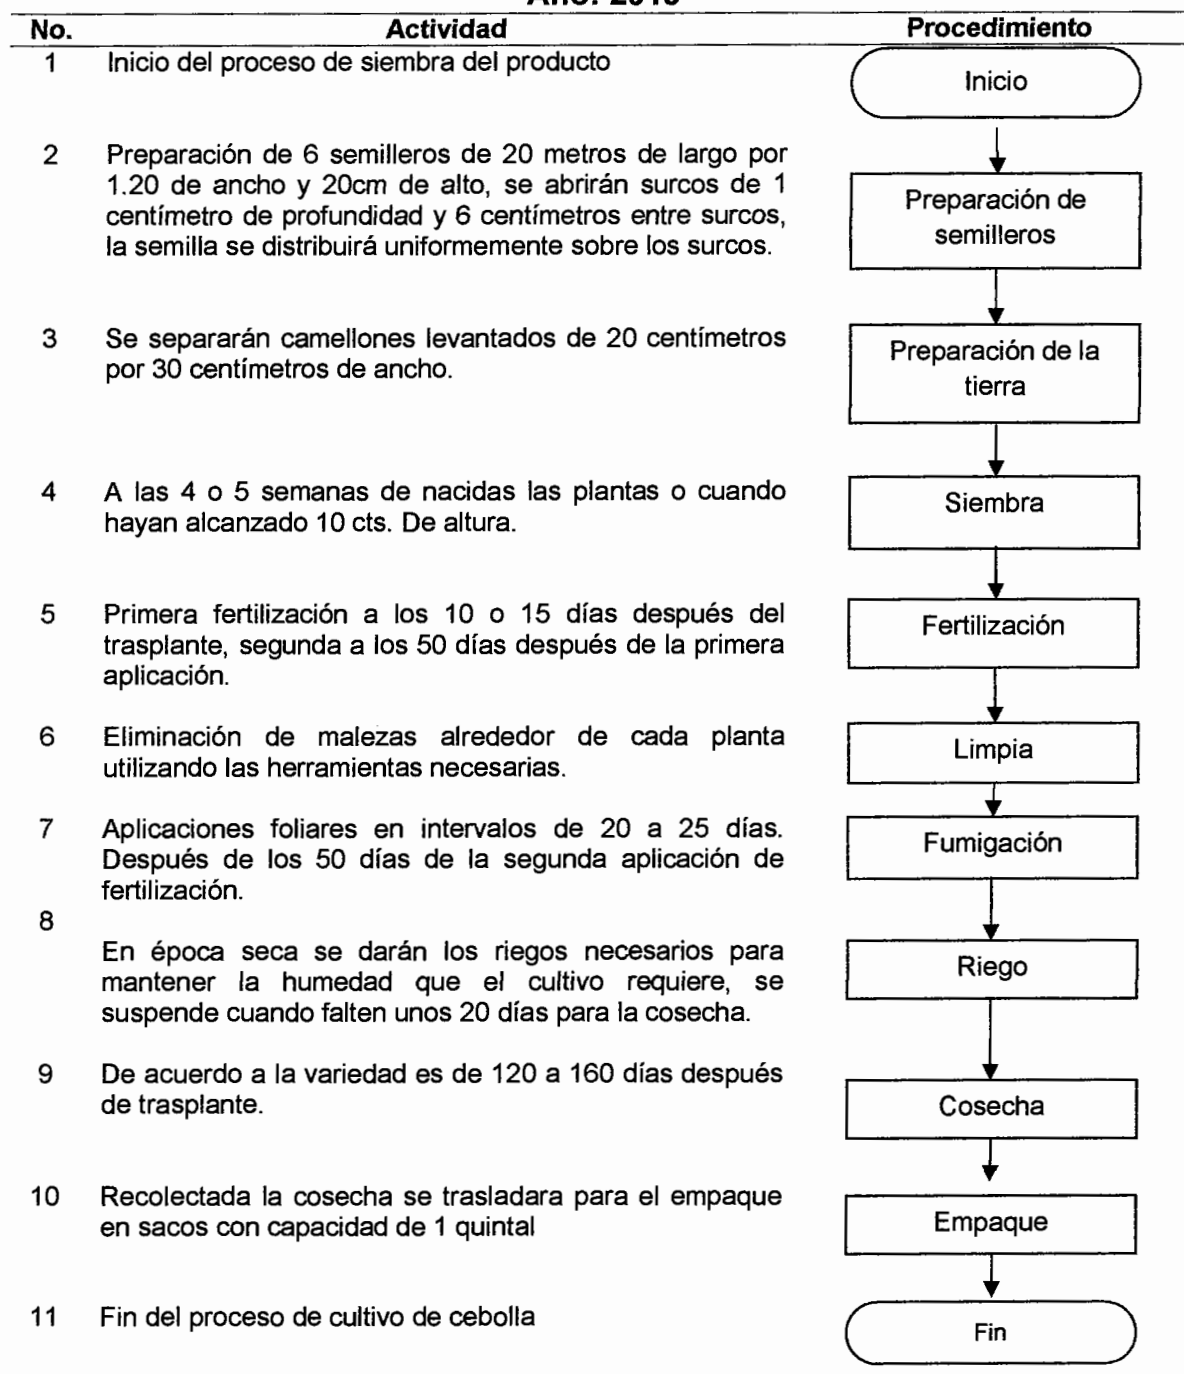 No. Actividad Procedimiento
1 Inicio del proceso de siembra del producto
Inicio
2 Preparación de 6 semilleros de 20 metros de largo por
1.20 de ancho y 20cm de alto, se abrirán surcos de 1
centímetro de profundidad y 6 centímetros entre surcos,
la semilla se distribuirá uniformemente sobre los surcos.
Preparación de
semilleros
3 Se separarán camellones levantados de 20 centímetros
por 30 centímetros de ancho.
Preparación de la
tierra
4 A las 4 o 5 semanas de nacidas las plantas o cuando
hayan alcanzado 10 cts. De altura.
Siembra
5 Primera fertilización a los 10 o 15 días después del
trasplante, segunda a los 50 días después de la primera
aplicación.
Fertilización
6 Eliminación de malezas alrededor de cada planta
utilizando las herramientas necesarias.
Limpia
7 Aplicaciones foliares en intervalos de 20 a 25 días.
Después de los 50 días de la segunda aplicación de
fertilización.
Fumigación
8
En época seca se darán los riegos necesarios para
mantener la humedad que el cultivo requiere, se
suspende cuando falten unos 20 días para la cosecha.
Riego
9 De acuerdo a la variedad es de 120 a 160 días después
de trasplante.
Cosecha
10 Recolectada la cosecha se trasladara para el empaque
en sacos con capacidad de 1 quintal
Empaque
11 Fin del proceso de cultivo de cebolla
Fin